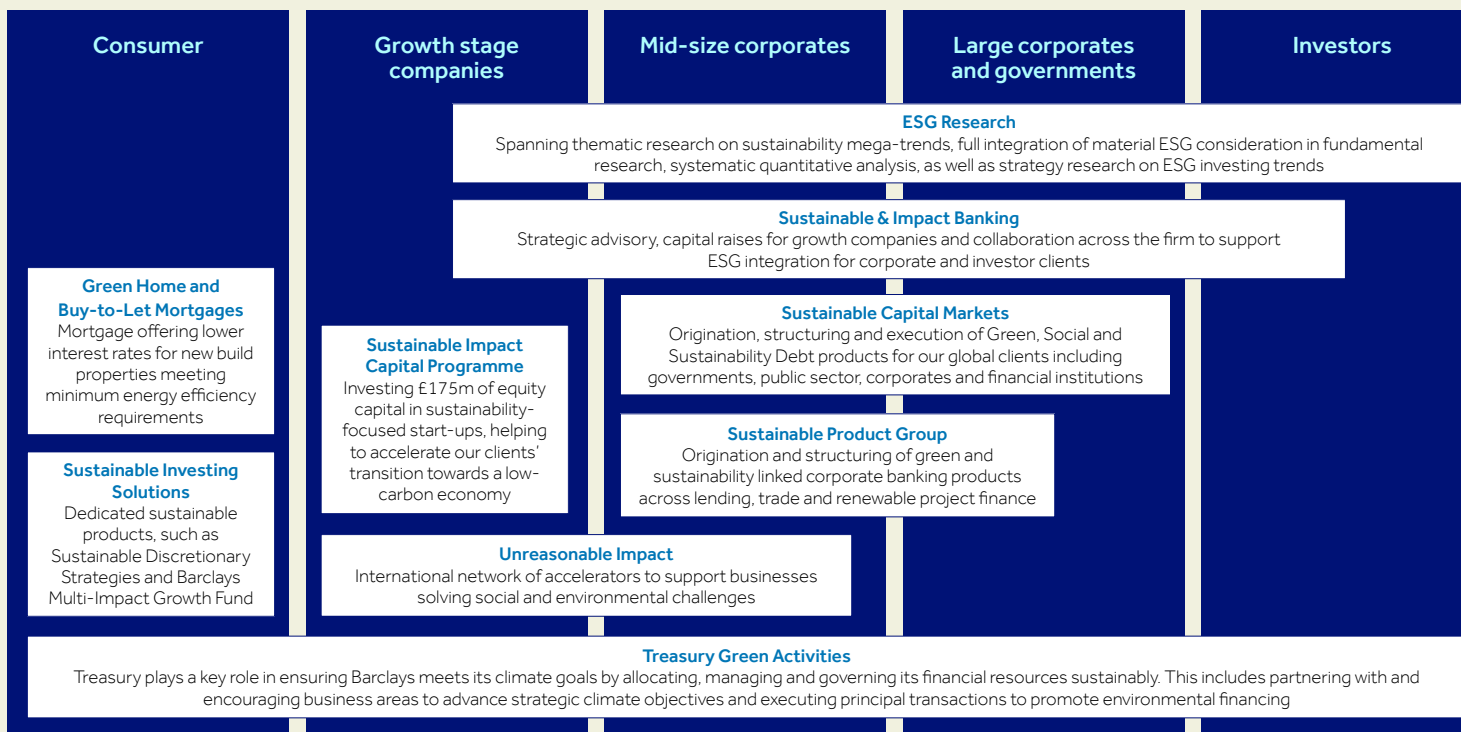 Consumer
Growth stage
companies
Mid-size corporates
Large corporates
and governments
Investors
ESG Research
Spanning thematic research on sustainability mega-trends, full integration of material ESG consideration in fundamental
research, systematic quantitative analysis, as well as strategy research on ESG investing trends
Sustainable & Impact Banking
Strategic advisory, capital raises for growth companies and collaboration across the firm to support
ESG integration for corporate and investor clients
Green Home and
Buy-to-Let Mortgages
Mortgage offering lower
interest rates for new build
properties meeting
minimum energy efficiency
requirements
Sustainable Investing
Solutions
Dedicated sustainable
products, such as
Sustainable Discretionary
Strategies and Barclays
Multi-Impact Growth Fund
Sustainable Impact
Capital Programme
Investing £175m of equity
capital in sustainability-
focused start-ups, helping
to accelerate our clients’
transition towards a low-
carbon economy
Sustainable Capital Markets
Origination, structuring and execution of Green, Social and
Sustainability Debt products for our global clients including
governments, public sector, corporates and financial institutions
Sustainable Product Group
Origination and structuring of green and
sustainability linked corporate banking products
across lending, trade and renewable project finance
Unreasonable Impact
International network of accelerators to support businesses
solving social and environmental challenges
Treasury Green Activities
Treasury plays a key role in ensuring Barclays meets its climate goals by allocating, managing and governing its financial resources sustainably. This includes partnering with and
encouraging business areas to advance strategic climate objectives and executing principal transactions to promote environmental financing